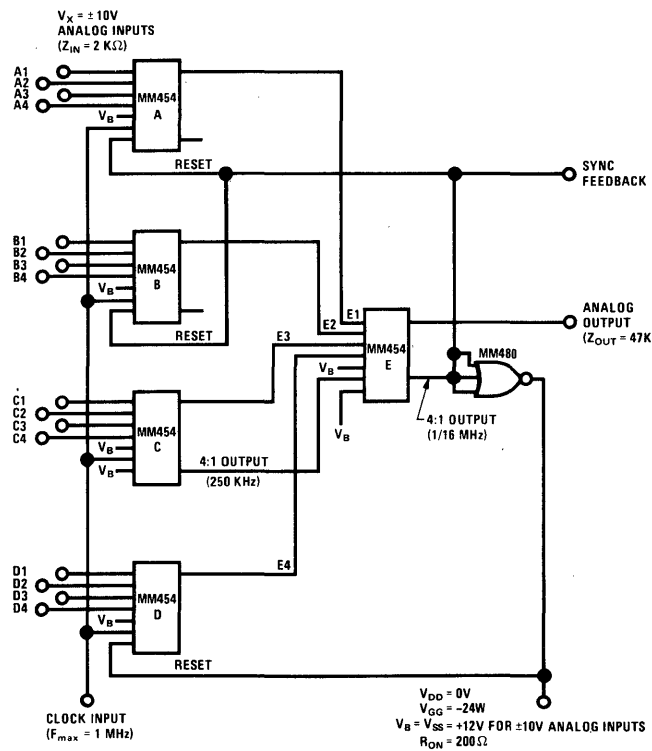 V_X = ±10V
ANALOG INPUTS
(Z_IN = 2 KΩ)
A1
A2
A3
A4
V_B
MM454
A
RESET
SYNC
FEEDBACK
B1
B2
B3
B4
V_B
MM454
B
RESET
E1
E2
E3
V_B
MM454
E
V_B
ANALOG
OUTPUT
(Z_OUT = 47K
MM480
4:1 OUTPUT
(1/16 MHz)
C1
C2
C3
C4
V_B
V_B
MM454
C
4:1 OUTPUT
(250 KHz)
D1
D2
D3
D4
V_B
MM454
D
E4
RESET
CLOCK INPUT
(F_max = 1 MHz)
V_DD = 0V
V_GG = -24W
V_B = V_SS = +12V FOR ±10V ANALOG INPUTS
R_ON = 200Ω